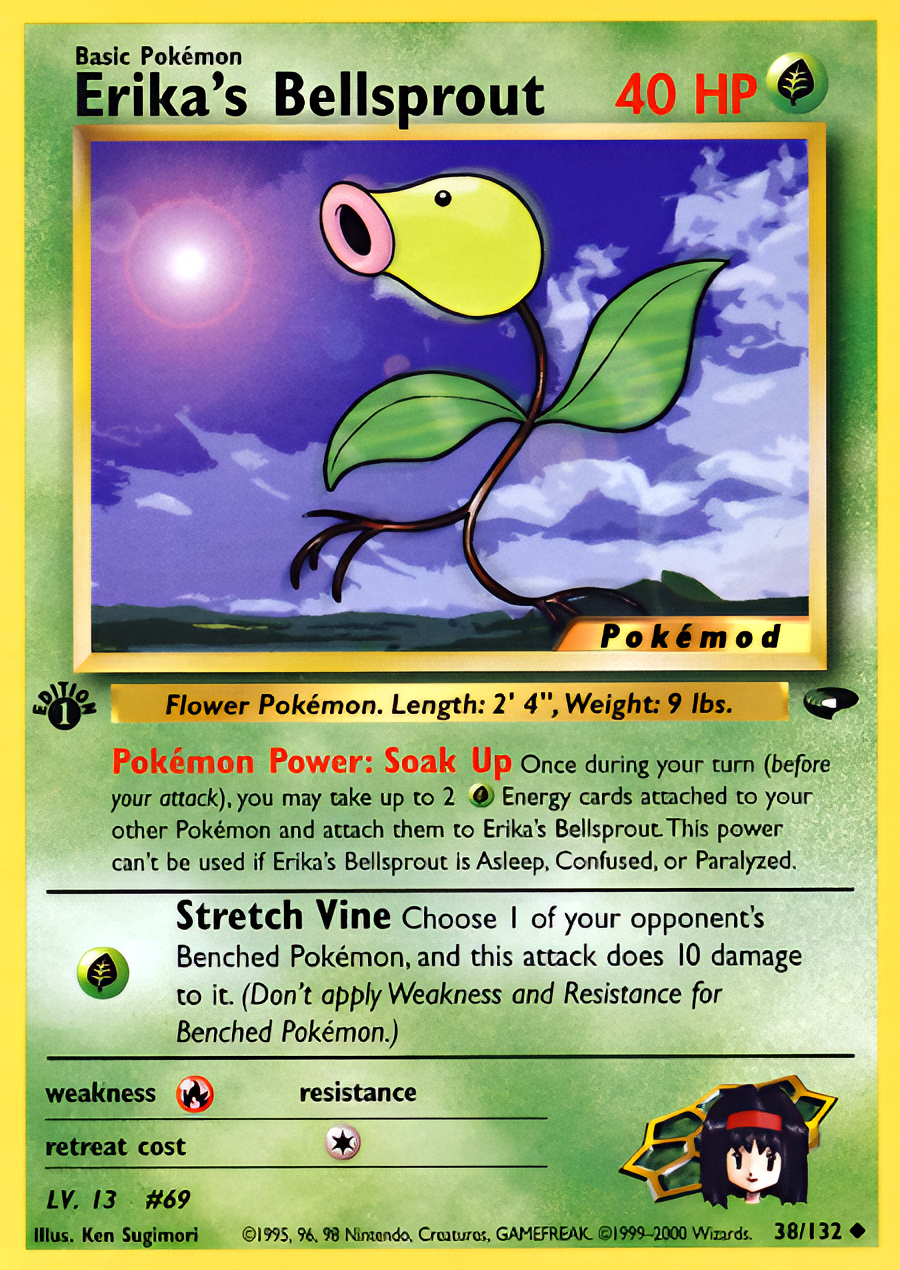 Basic Pokémon
Erika's Bellsprout
40 HP
Pokémod
EDITION
1
Flower Pokémon. Length: 2' 4", Weight: 9 lbs.
Pokémon Power: Soak Up Once during your turn (before
your attack), you may take up to 2 Energy cards attached to your
other Pokémon and attach them to Erika's Bellsprout. This power
can't be used if Erika's Bellsprout is Asleep, Confused, or Paralyzed.
Stretch Vine Choose 1 of your opponent's
Benched Pokémon, and this attack does 10 damage
to it. (Don't apply Weakness and Resistance for
Benched Pokémon.)
weakness
resistance
retreat cost
LV. 13 #69
Illus. Ken Sugimori
©1995, 96, 98 Nintendo, Creatures, GAMEFREAK. ©1999–2000 Wizards.
38/132